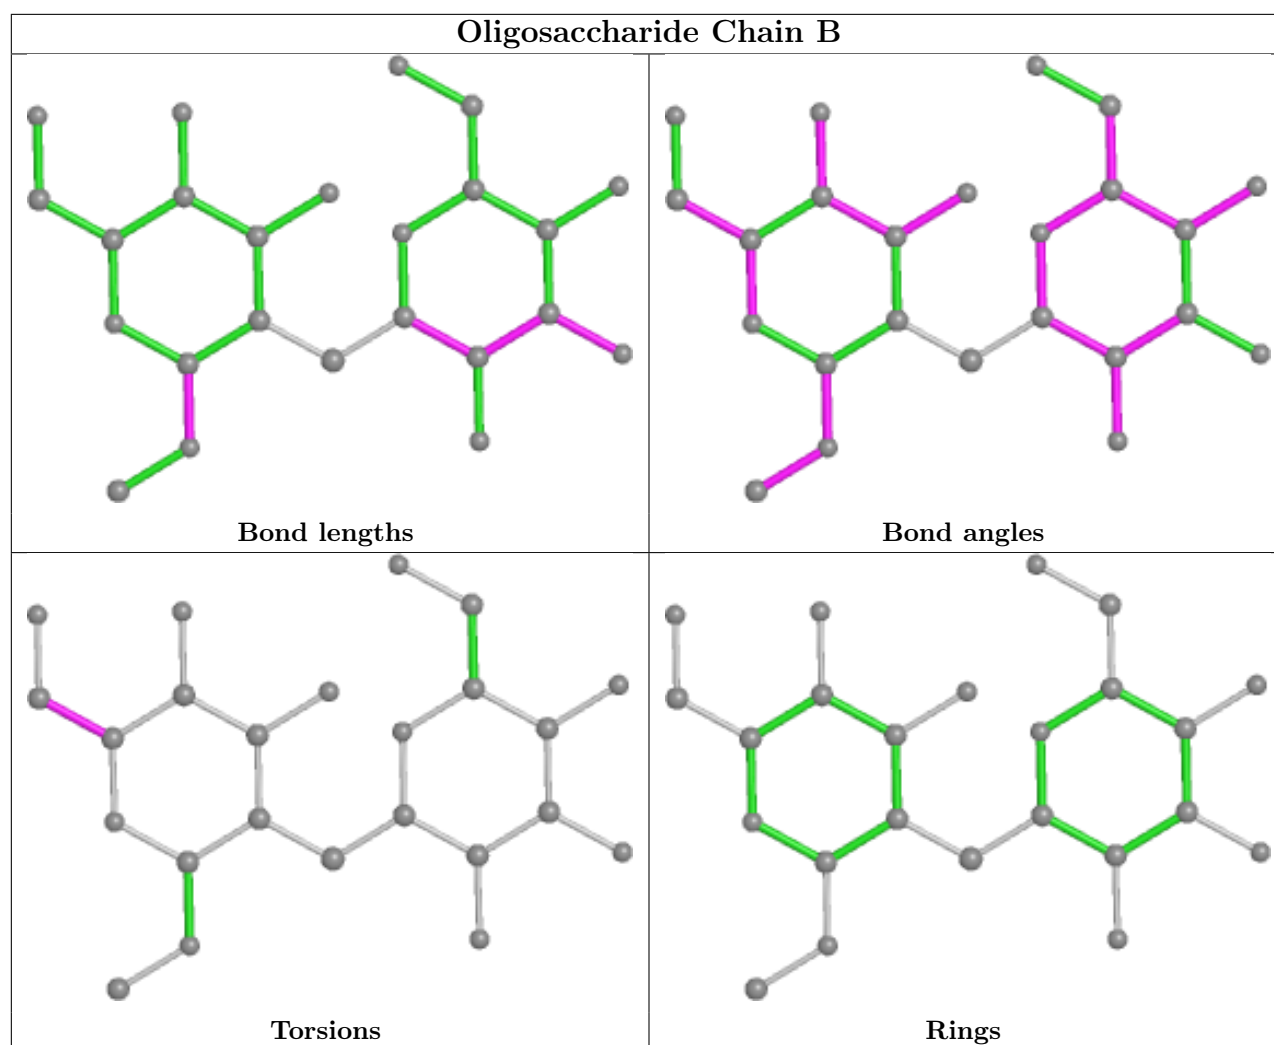 Oligosaccharide Chain B
Bond lengths
Bond angles
Torsions
Rings